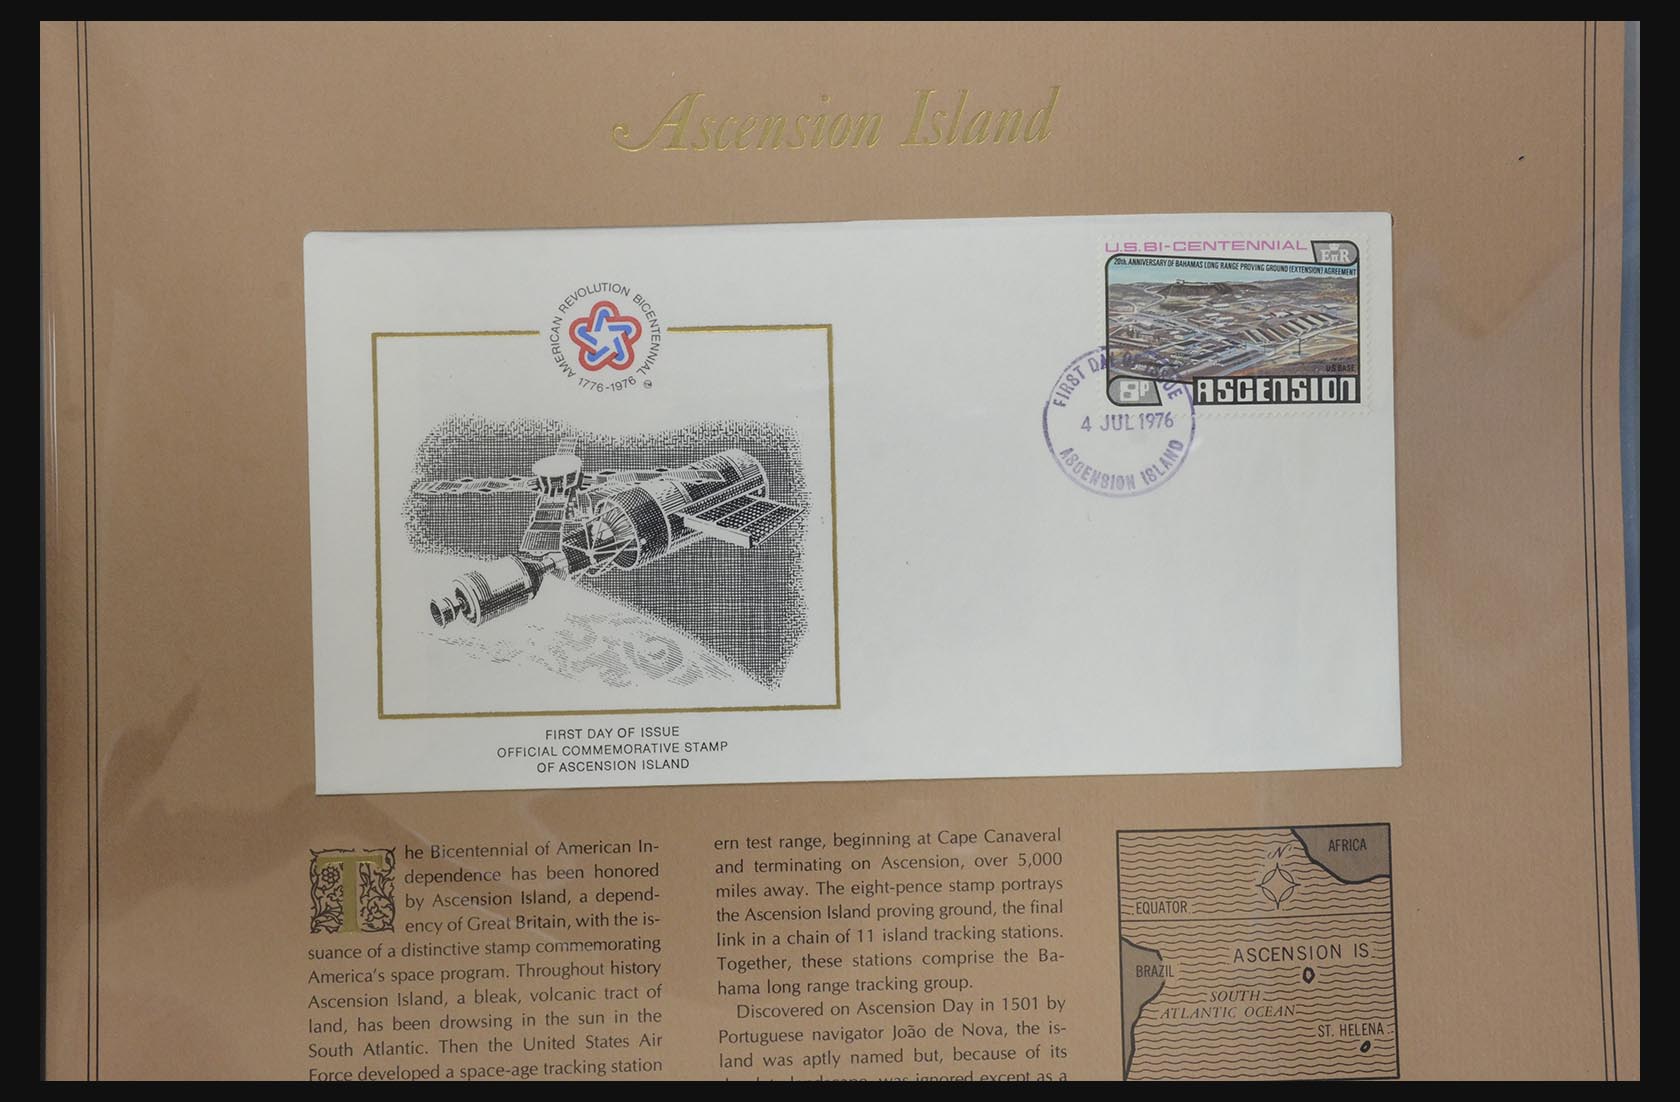 Ascension Island
AMERICAN REVOLUTION BICENTENNIAL
1776-1976
U.S. BI-CENTENNIAL
EIIR
20th. ANNIVERSARY OF BAHAMAS LONG RANGE PROVING GROUND (EXTENSION) AGREEMENT
US BASE
8p
ASCENSION
FIRST DAY OF ISSUE
4 JUL 1976
ASCENSION ISLAND
FIRST DAY OF ISSUE
OFFICIAL COMMEMORATIVE STAMP
OF ASCENSION ISLAND
The Bicentennial of American In-
dependence has been honored
by Ascension Island, a depend-
ency of Great Britain, with the is-
suance of a distinctive stamp commemorating
America's space program. Throughout history
Ascension Island, a bleak, volcanic tract of
land, has been drowsing in the sun in the
South Atlantic. Then the United States Air
Force developed a space-age tracking station
ern test range, beginning at Cape Canaveral
and terminating on Ascension, over 5,000
miles away. The eight-pence stamp portrays
the Ascension Island proving ground, the final
link in a chain of 11 island tracking stations.
Together, these stations comprise the Ba-
hama long range tracking group.
Discovered on Ascension Day in 1501 by
Portuguese navigator João de Nova, the is-
land was aptly named but, because of its
was ignored except as a
AFRICA
N
EQUATOR
ASCENSION IS.
BRAZIL
SOUTH
ATLANTIC OCEAN
ST. HELENA